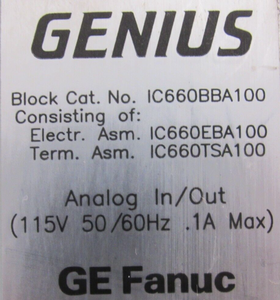 GENIUS
Block Cat. No. IC660BBA100
Consisting of:
Electr. Asm. IC660EBA100
Term. Asm. IC660TSA100
Analog In/Out
(115V 50/60Hz .1A Max)
GE Fanuc